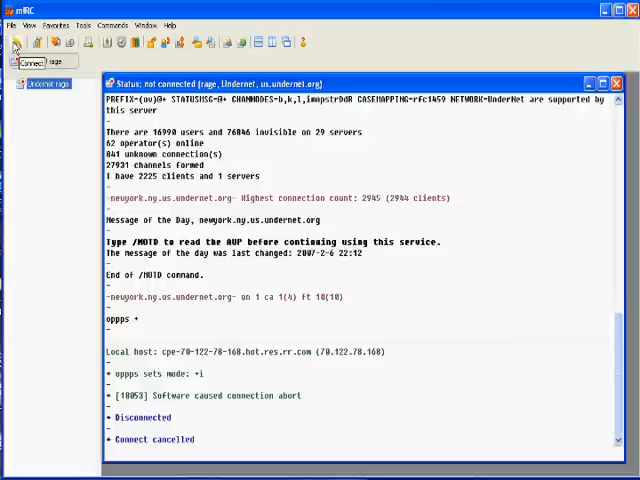 mIRC
File View Favorites Tools Commands Window Help
Connect rage
Undernet rage
Status: not connected (rage, Undernet, us.undernet.org)
PREFIX=(ov)@+ STATUSMSG=@+ CHANMODES=b,k,l,imnpstrDdR CASEMAPPING=rfc1459 NETWORK=UnderNet are supported by
this server
-
There are 16990 users and 76846 invisible on 29 servers
62 operator(s) online
841 unknown connection(s)
27931 channels formed
I have 2225 clients and 1 servers
-
-newyork.ny.us.undernet.org- Highest connection count: 2945 (2944 clients)
-
Message of the Day, newyork.ny.us.undernet.org
-
Type /MOTD to read the AUP before continuing using this service.
The message of the day was last changed: 2007-2-6 22:12
-
End of /MOTD command.
-
-newyork.ny.us.undernet.org- on 1 ca 1(4) ft 10(10)
-
oppps +
-
Local host: cpe-70-122-78-168.hot.res.rr.com (70.122.78.168)
-
* oppps sets mode: +i
-
* [10053] Software caused connection abort
-
* Disconnected
-
* Connect cancelled
-